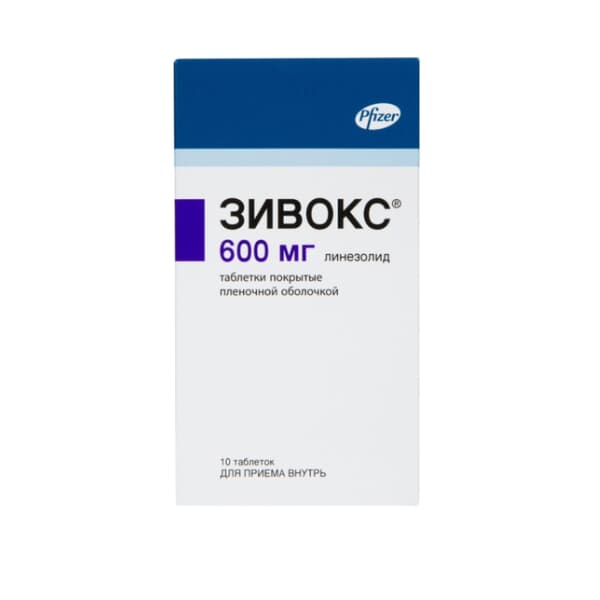 Pfizer
ЗИВОКС®
600 мг линезолид
таблетки покрытые
пленочной оболочкой
10 таблеток
ДЛЯ ПРИЕМА ВНУТРЬ